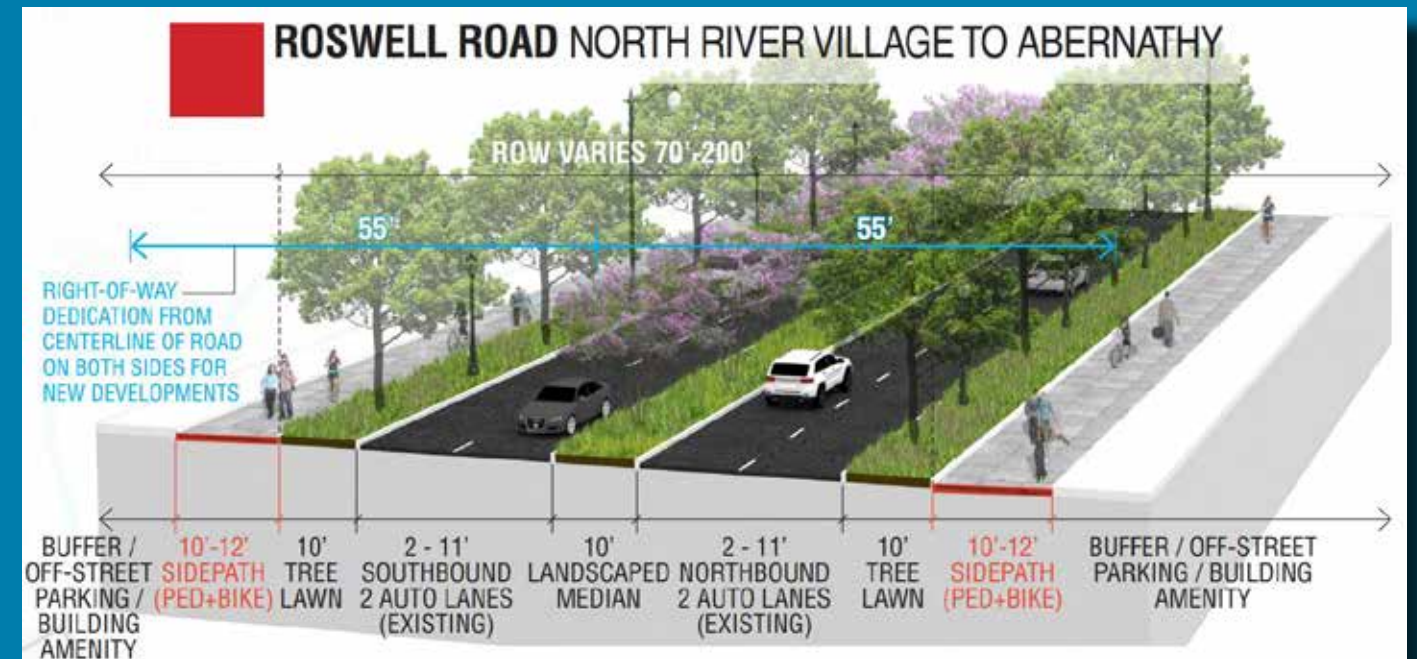 ROSWELL ROAD NORTH RIVER VILLAGE TO ABERNATHY
ROW VARIES 70'-200'
55'
55'
RIGHT-OF-WAY
DEDICATION FROM
CENTERLINE OF ROAD
ON BOTH SIDES FOR
NEW DEVELOPMENTS
BUFFER /
OFF-STREET
PARKING /
BUILDING
AMENITY
10'-12'
SIDEPATH
(PED+BIKE)
10'
TREE
LAWN
2 - 11'
SOUTHBOUND
2 AUTO LANES
(EXISTING)
10'
LANDSCAPED
MEDIAN
2 - 11'
NORTHBOUND
2 AUTO LANES
(EXISTING)
10'
TREE
LAWN
10'-12'
SIDEPATH
(PED+BIKE)
BUFFER / OFF-STREET
PARKING / BUILDING
AMENITY